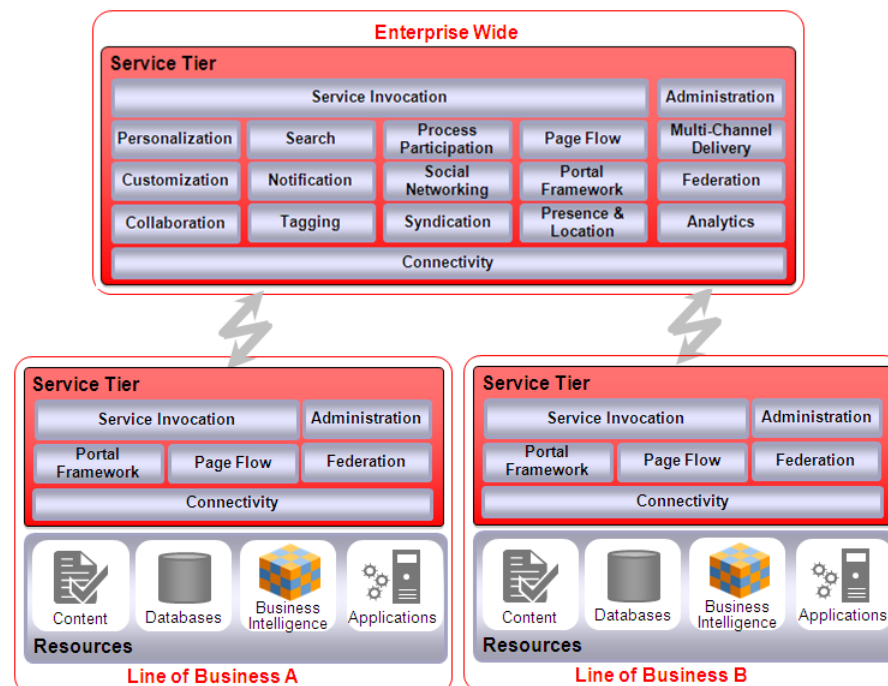 Enterprise Wide
Service Tier
Service Invocation
Administration
Personalization
Search
Process
Participation
Page Flow
Multi-Channel
Delivery
Customization
Notification
Social
Networking
Portal
Framework
Federation
Collaboration
Tagging
Syndication
Presence &
Location
Analytics
Connectivity
Service Tier
Service Invocation
Administration
Portal
Framework
Page Flow
Federation
Connectivity
Content
Databases
Business
Intelligence
Applications
Resources
Line of Business A
Service Tier
Service Invocation
Administration
Portal
Framework
Page Flow
Federation
Connectivity
Content
Databases
Business
Intelligence
Applications
Resources
Line of Business B